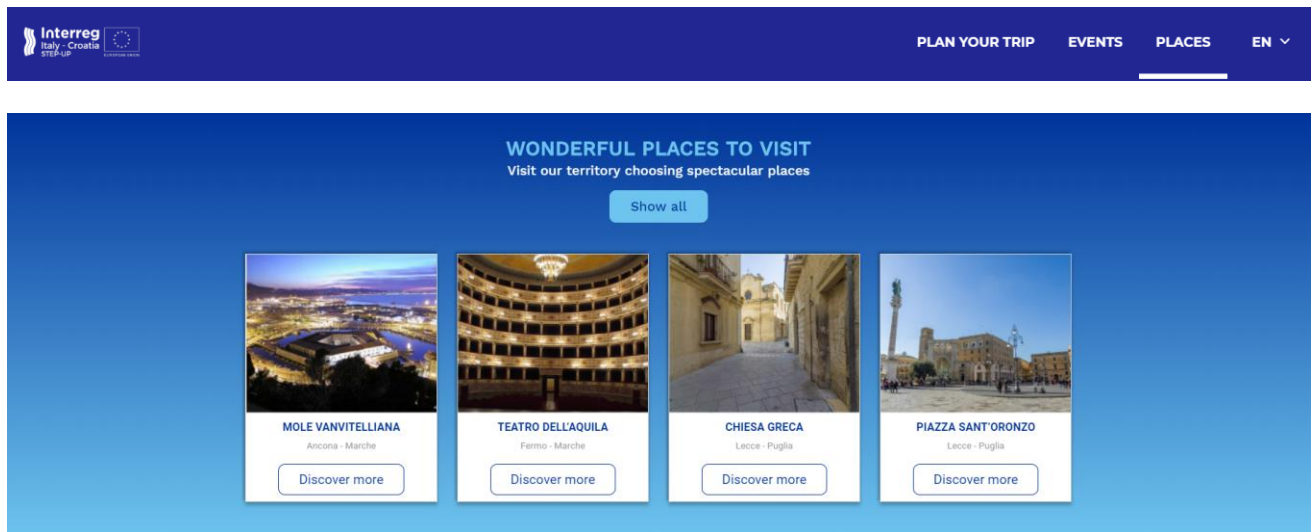 Interreg
Italy - Croatia
STEP-UP
EUROPEAN UNION
PLAN YOUR TRIP EVENTS PLACES EN
WONDERFUL PLACES TO VISIT
Visit our territory choosing spectacular places
Show all
MOLE VANVITELLIANA
Ancona - Marche
Discover more
TEATRO DELL'AQUILA
Fermo - Marche
Discover more
CHIESA GRECA
Lecce - Puglia
Discover more
PIAZZA SANT'ORONZO
Lecce - Puglia
Discover more